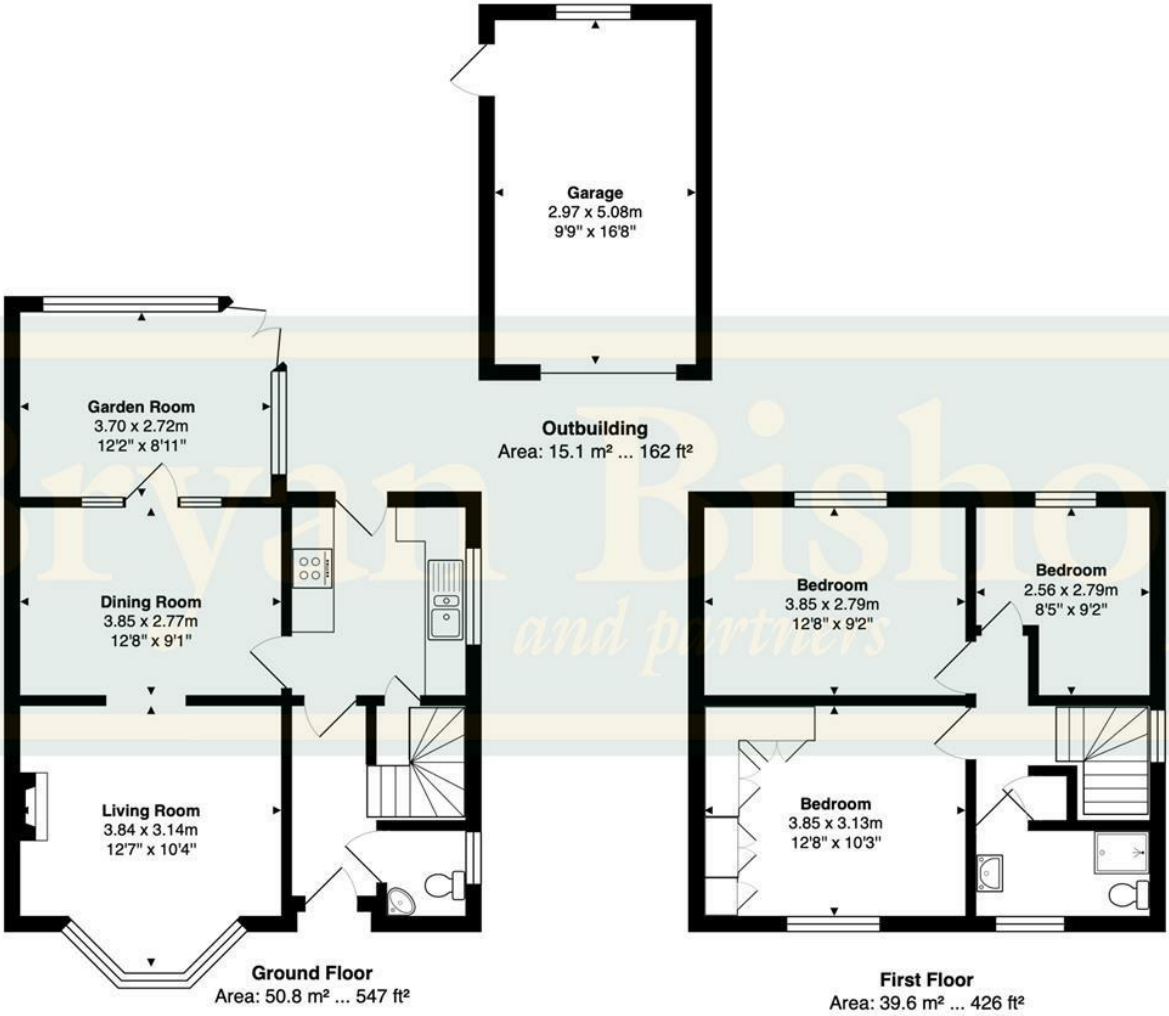 Garage
2.97 x 5.08m
9'9" x 16'8"
Outbuilding
Area: 15.1 m² ... 162 ft²
Garden Room
3.70 x 2.72m
12'2" x 8'11"
Dining Room
3.85 x 2.77m
12'8" x 9'1"
Living Room
3.84 x 3.14m
12'7" x 10'4"
Ground Floor
Area: 50.8 m² ... 547 ft²
Bedroom
3.85 x 2.79m
12'8" x 9'2"
Bedroom
2.56 x 2.79m
8'5" x 9'2"
Bedroom
3.85 x 3.13m
12'8" x 10'3"
First Floor
Area: 39.6 m² ... 426 ft²
Bryan Bisho
and partners